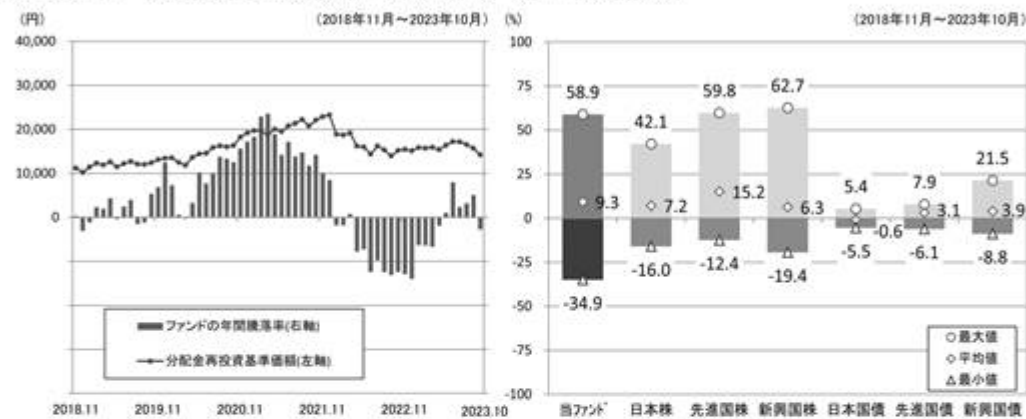 (円)
(2018年11月～2023年10月)
40,000
30,000
20,000
10,000
0
ファンドの年間騰落率(右軸)
分配金再投資基準価額(左軸)
2018.11 2019.11 2020.11 2021.11 2022.11 2023.10
(%)
(2018年11月～2023年10月)
100
75
50
25
0
-25
-50
-75
-100
58.9 42.1 59.8 62.7 5.4 7.9 21.5
9.3 7.2 15.2 6.3 -0.6 3.1 3.9
-34.9 -16.0 -12.4 -19.4 -5.5 -6.1 -8.8
最大値
平均値
最小値
当ファンド 日本株 先進国株 新興国株 日本国債 先進国債 新興国債